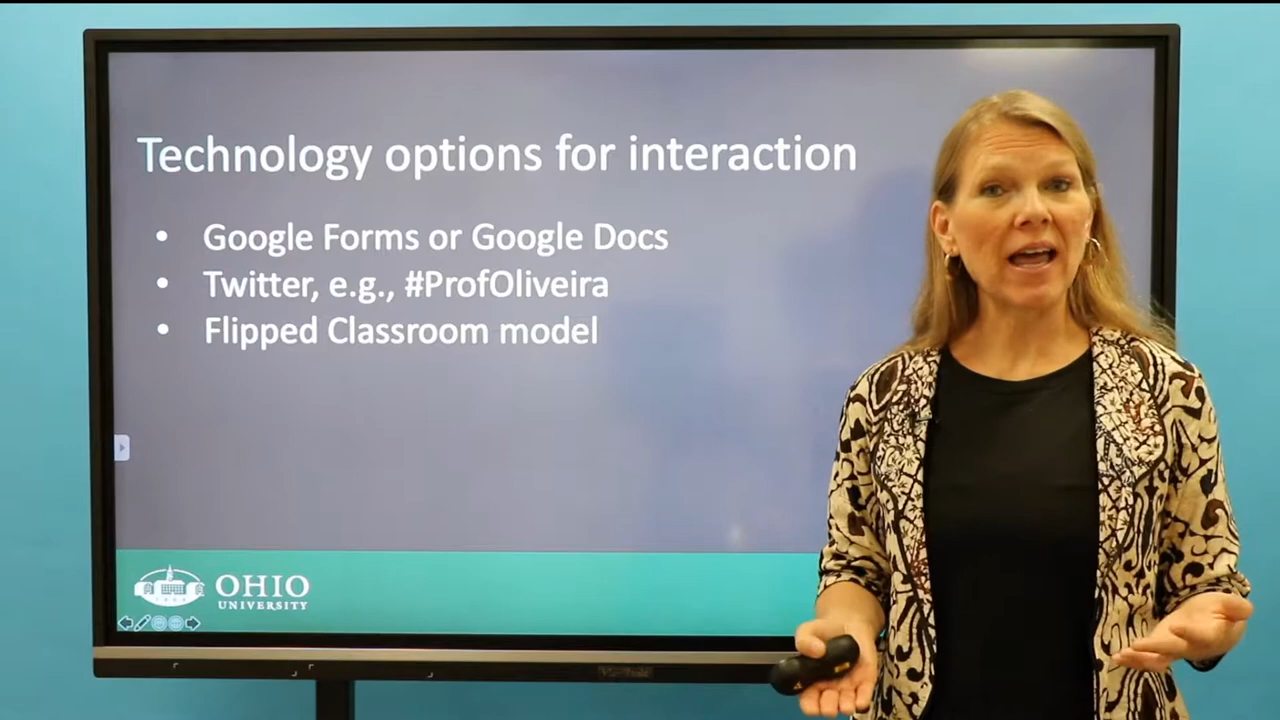 Technology options for interaction
• Google Forms or Google Docs
• Twitter, e.g., #ProfOliveira
• Flipped Classroom model
OHIO
UNIVERSITY